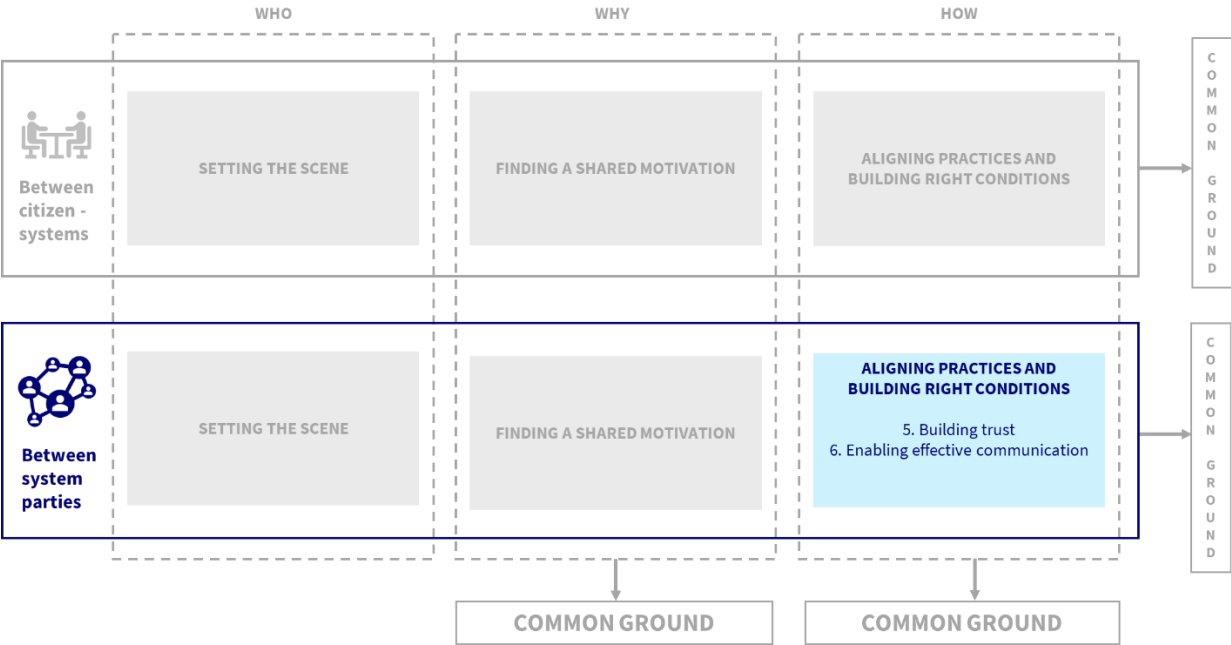 WHO
WHY
HOW
Between
citizen -
systems
SETTING THE SCENE
FINDING A SHARED MOTIVATION
ALIGNING PRACTICES AND
BUILDING RIGHT CONDITIONS
COMMON GROUND
Between
system
parties
SETTING THE SCENE
FINDING A SHARED MOTIVATION
ALIGNING PRACTICES AND
BUILDING RIGHT CONDITIONS
5. Building trust
6. Enabling effective communication
COMMON GROUND
COMMON GROUND
COMMON GROUND